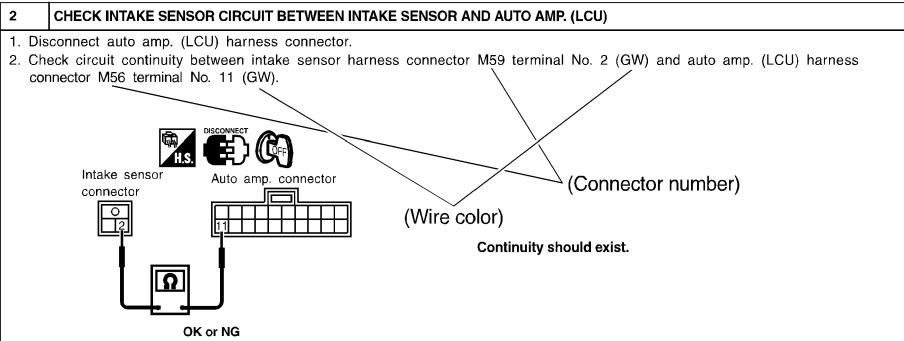 2 CHECK INTAKE SENSOR CIRCUIT BETWEEN INTAKE SENSOR AND AUTO AMP. (LCU)
1. Disconnect auto amp. (LCU) harness connector.
2. Check circuit continuity between intake sensor harness connector M59 terminal No. 2 (GW) and auto amp. (LCU) harness
connector M56 terminal No. 11 (GW).
DISCONNECT
H.S.
OFF
Intake sensor
connector
Auto amp. connector
(Connector number)
(Wire color)
2
11
Continuity should exist.
Ω
OK or NG